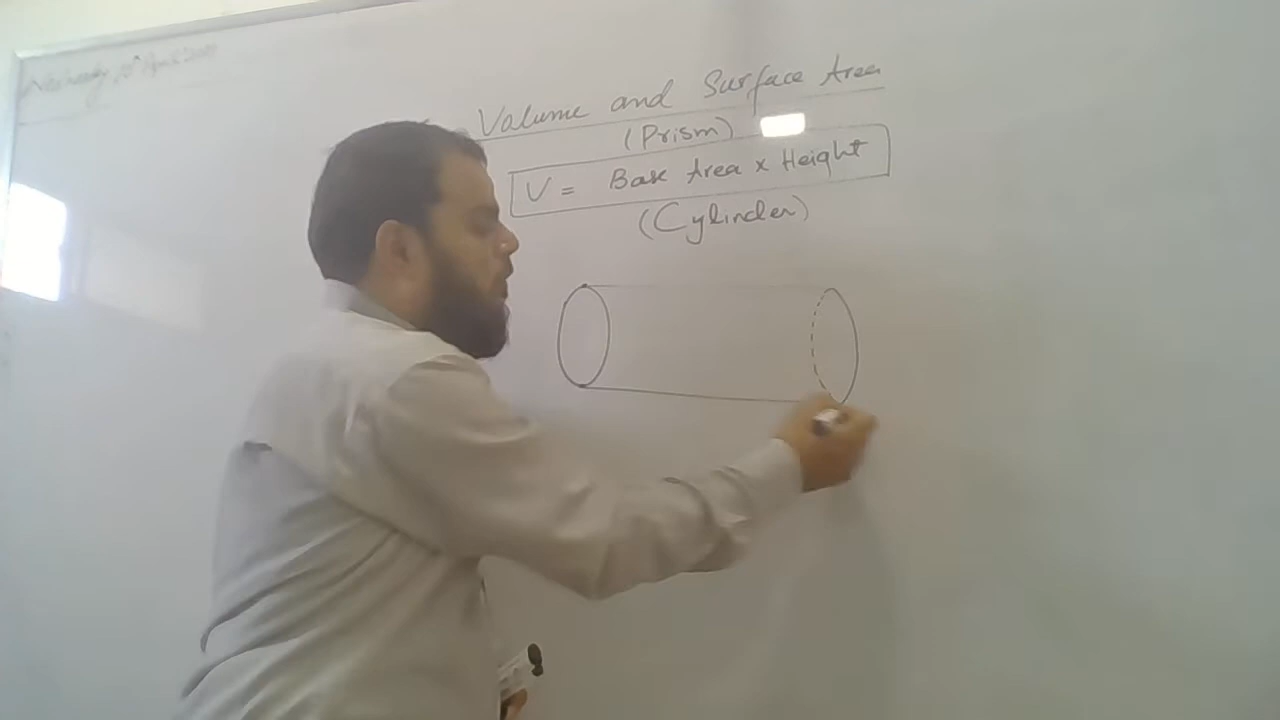 Volume and Surface Area
(Prism)
V = Base Area x Height
(Cylinder)